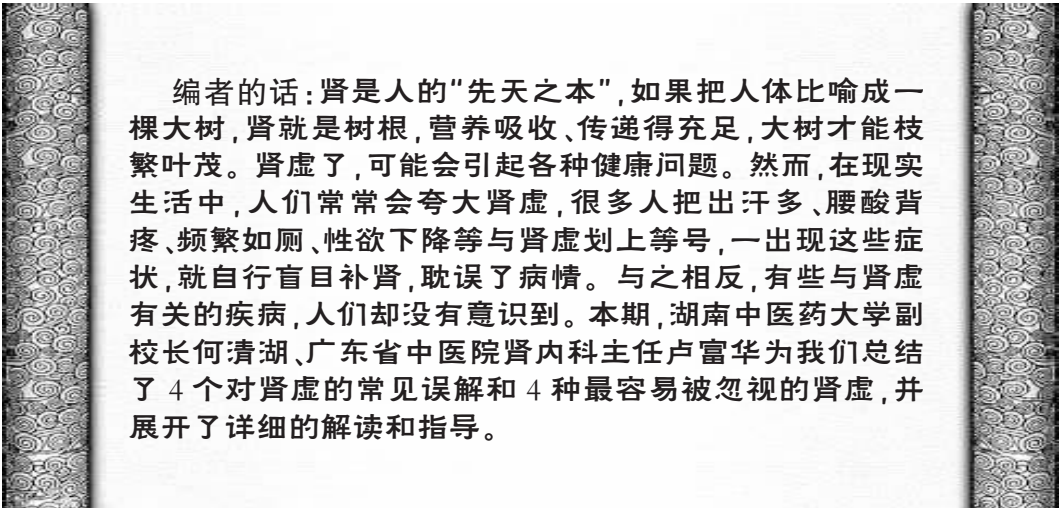 编者的话:肾是人的“先天之本”,如果把人体比喻成一
棵大树,肾就是树根,营养吸收、传递得充足,大树才能枝
繁叶茂。肾虚了,可能会引起各种健康问题。然而,在现实
生活中,人们常常会夸大肾虚,很多人把出汗多、腰酸背
疼、频繁如厕、性欲下降等与肾虚划上等号,一出现这些症
状,就自行盲目补肾,耽误了病情。与之相反,有些与肾虚
有关的疾病,人们却没有意识到。本期,湖南中医药大学副
校长何清湖、广东省中医院肾内科主任卢富华为我们总结
了 4 个对肾虚的常见误解和 4 种最容易被忽视的肾虚,并
展开了详细的解读和指导。